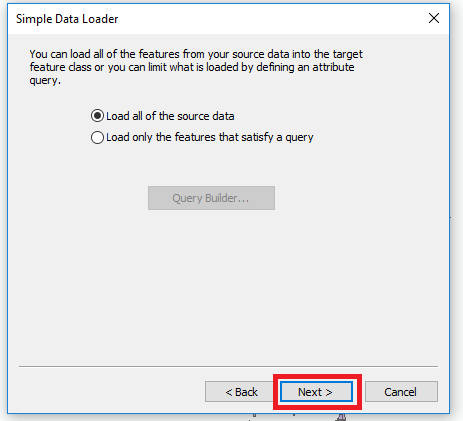 Simple Data Loader
You can load all of the features from your source data into the target
feature class or you can limit what is loaded by defining an attribute
query.
Load all of the source data
Load only the features that satisfy a query
Query Builder...
< Back
Next >
Cancel